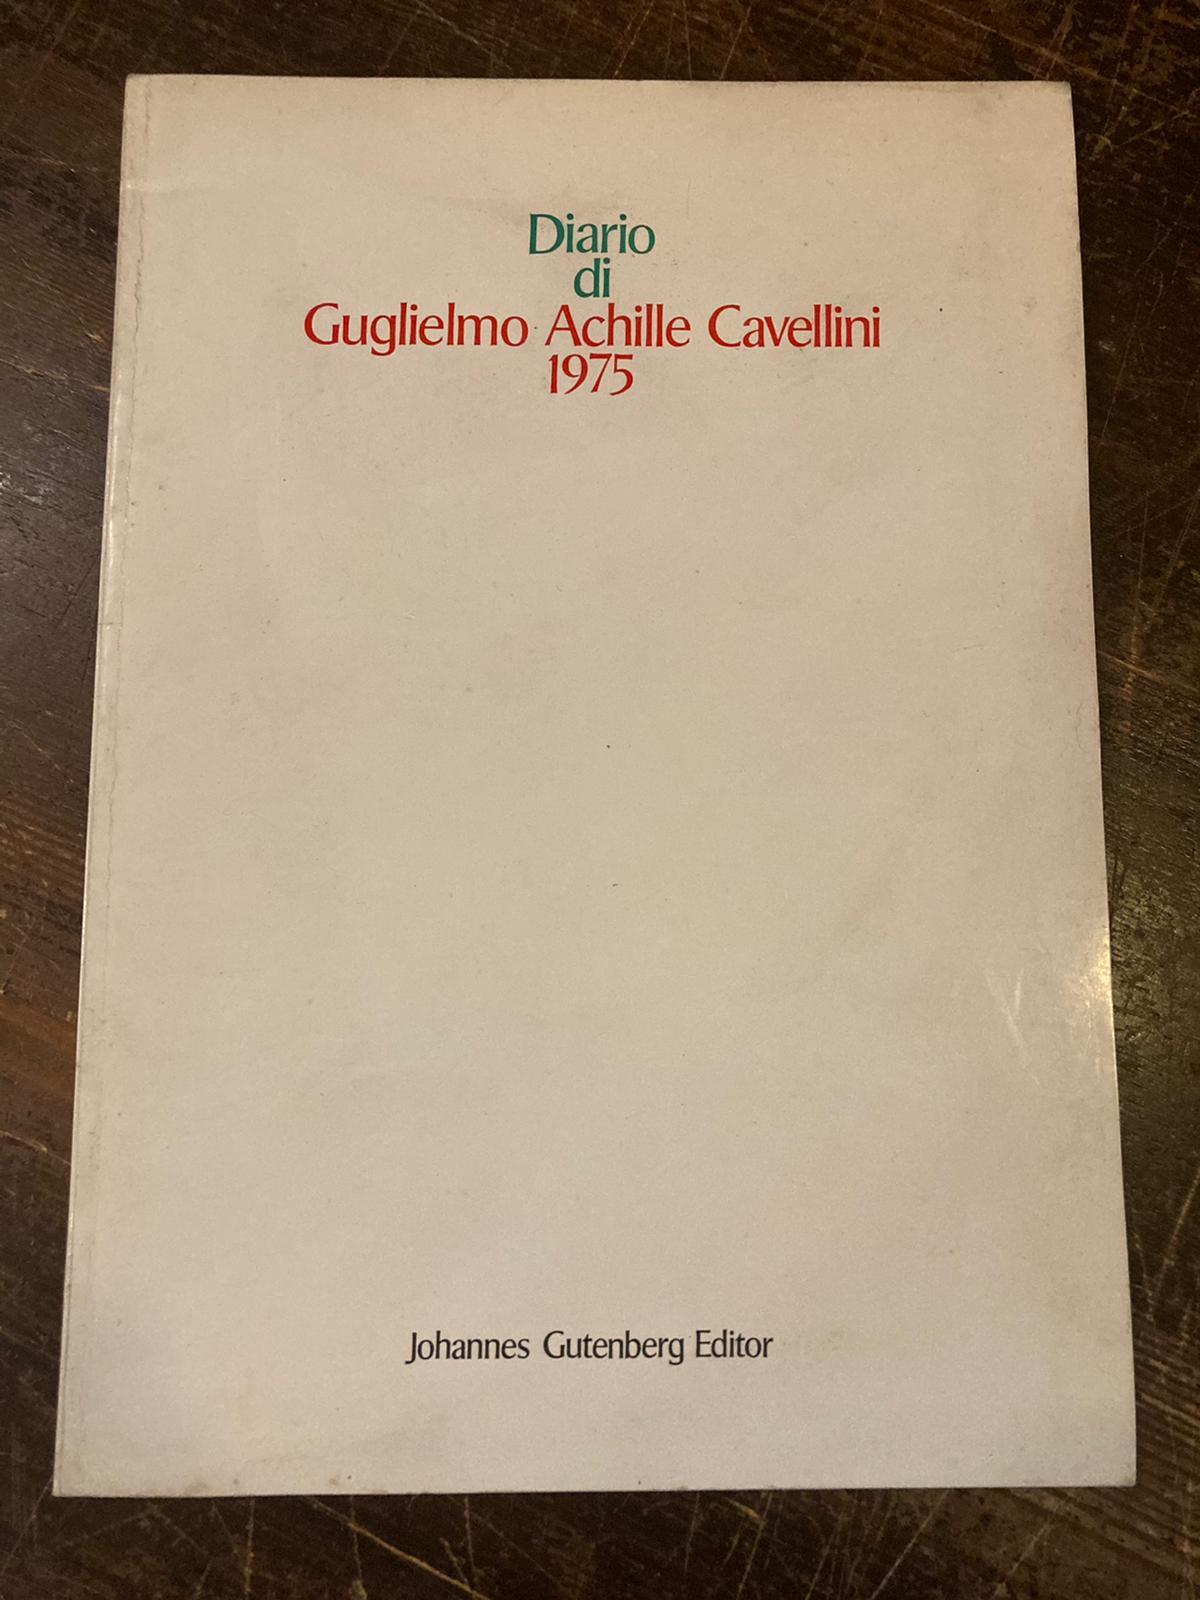 Diario
di
Guglielmo Achille Cavellini
1975
Johannes Gutenberg Editor